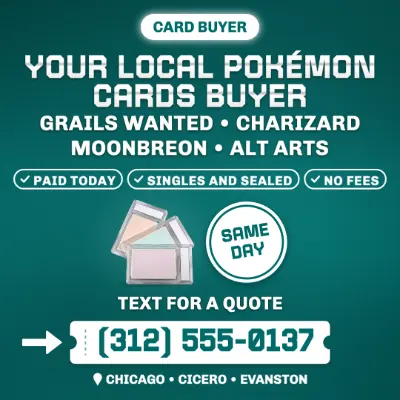 CARD BUYER
YOUR LOCAL POKÉMON
CARDS BUYER
GRAILS WANTED • CHARIZARD
MOONBREON • ALT ARTS
PAID TODAY
SINGLES AND SEALED
NO FEES
SAME
DAY
TEXT FOR A QUOTE
(312) 555-0137
CHICAGO • CICERO • EVANSTON